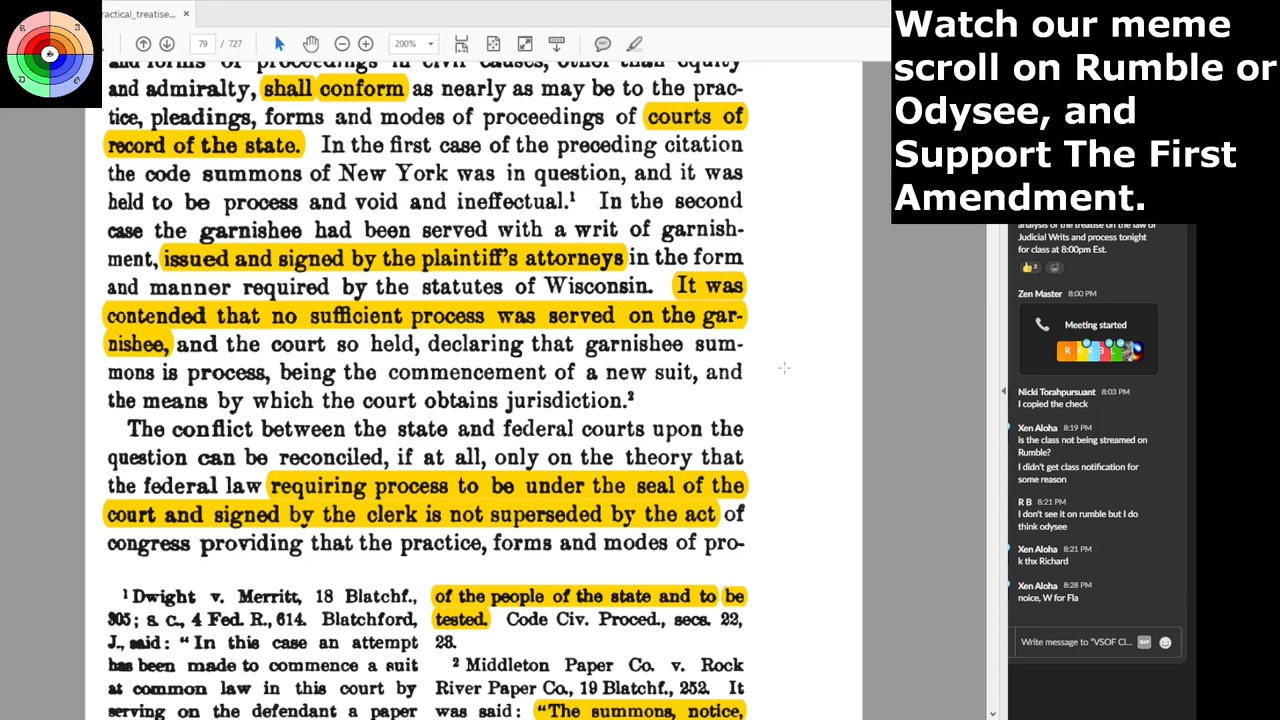 ractical_treatise...
79 / 727
200%
and forms of proceedings in civil causes, other than equity
and admiralty, shall conform as nearly as may be to the prac-
tice, pleadings, forms and modes of proceedings of courts of
record of the state. In the first case of the preceding citation
the code summons of New York was in question, and it was
held to be process and void and ineffectual.¹ In the second
case the garnishee had been served with a writ of garnish-
ment, issued and signed by the plaintiff's attorneys in the form
and manner required by the statutes of Wisconsin. It was
contended that no sufficient process was served on the gar-
nishee, and the court so held, declaring that garnishee sum-
mons is process, being the commencement of a new suit, and
the means by which the court obtains jurisdiction.²
The conflict between the state and federal courts upon the
question can be reconciled, if at all, only on the theory that
the federal law requiring process to be under the seal of the
court and signed by the clerk is not superseded by the act of
congress providing that the practice, forms and modes of pro-
¹ Dwight v. Merritt, 18 Blatchf.,
305; s. c., 4 Fed. R., 614. Blatchford,
J., said: "In this case an attempt
has been made to commence a suit
at common law in this court by
serving on the defendant a paper
of the people of the state and to be
tested. Code Civ. Proced., secs. 22,
23.
² Middleton Paper Co. v. Rock
River Paper Co., 19 Blatchf., 252. It
was said: "The summons, notice,
Watch our meme
scroll on Rumble or
Odysee, and
Support The First
Amendment.
analysis of the treatise on the law of
Judicial Writs and process tonight
for class at 8:00pm Est.
Zen Master 8:00 PM
Meeting started
R K R B L
Nicki Torahpursuant 8:03 PM
I copied the check
Xen Aloha 8:19 PM
is the class not being streamed on
Rumble?
I didn't get class notification for
some reason
R B 8:21 PM
I don't see it on rumble but I do
think odysee
Xen Aloha 8:21 PM
k thx Richard
Xen Aloha 8:28 PM
noice, W for Fla
Write message to "VSOF Cl...